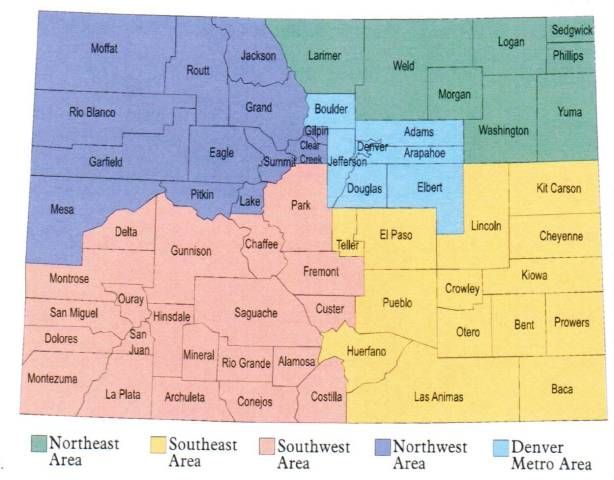 Moffat
Routt
Jackson
Larimer
Weld
Logan
Sedgwick
Phillips
Morgan
Rio Blanco
Grand
Boulder
Yuma
Gilpin
Adams
Washington
Clear
Creek
Jefferson
Denver
Arapahoe
Garfield
Eagle
Summit
Pitkin
Lake
Douglas
Elbert
Kit Carson
Mesa
Park
Delta
Gunnison
Chaffee
Teller
El Paso
Lincoln
Cheyenne
Montrose
Fremont
Crowley
Kiowa
Ouray
San Miguel
Hinsdale
Saguache
Custer
Pueblo
Otero
Bent
Prowers
Dolores
San
Juan
Mineral
Rio Grande
Alamosa
Huerfano
Montezuma
La Plata
Archuleta
Conejos
Costilla
Las Animas
Baca
Northeast
Area
Southeast
Area
Southwest
Area
Northwest
Area
Denver
Metro Area